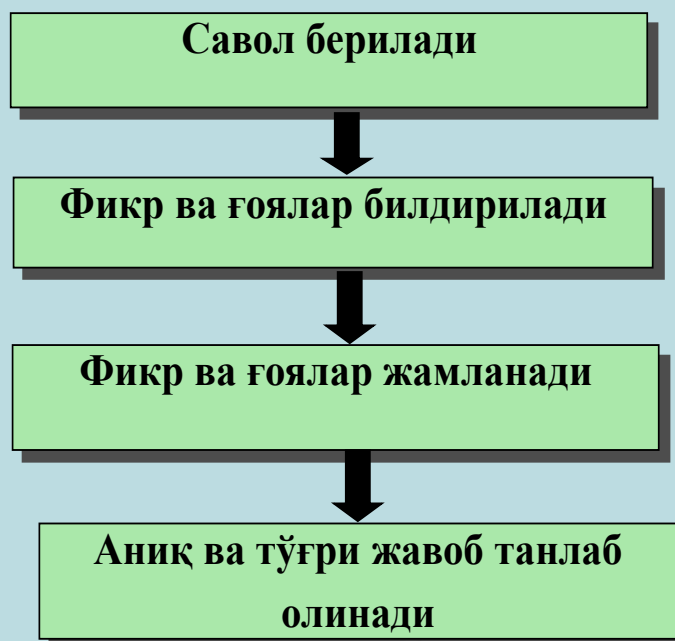 Савол берилади
Фикр ва ғоялар билдирилади
Фикр ва ғоялар жамланади
Аниқ ва тўғри жавоб танлаб
олинади